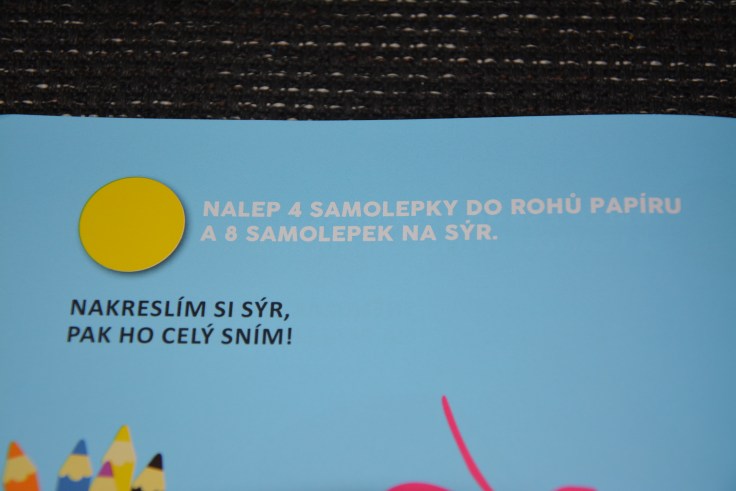 NALEP 4 SAMOLEPKY DO ROHŮ PAPÍRU
A 8 SAMOLEPEK NA SÝR.
NAKRESLÍM SI SÝR,
PAK HO CELÝ SNÍM!